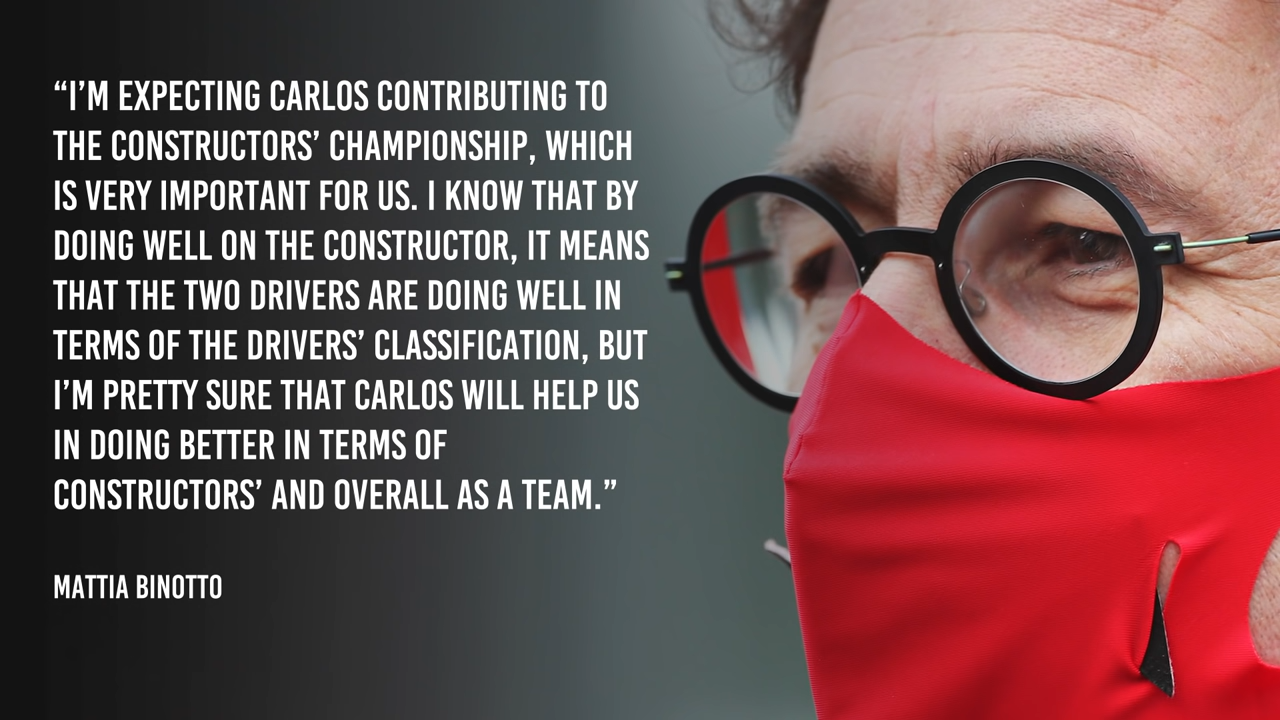 “I’M EXPECTING CARLOS CONTRIBUTING TO
THE CONSTRUCTORS’ CHAMPIONSHIP, WHICH
IS VERY IMPORTANT FOR US. I KNOW THAT BY
DOING WELL ON THE CONSTRUCTOR, IT MEANS
THAT THE TWO DRIVERS ARE DOING WELL IN
TERMS OF THE DRIVERS’ CLASSIFICATION, BUT
I’M PRETTY SURE THAT CARLOS WILL HELP US
IN DOING BETTER IN TERMS OF
CONSTRUCTORS’ AND OVERALL AS A TEAM.”
MATTIA BINOTTO